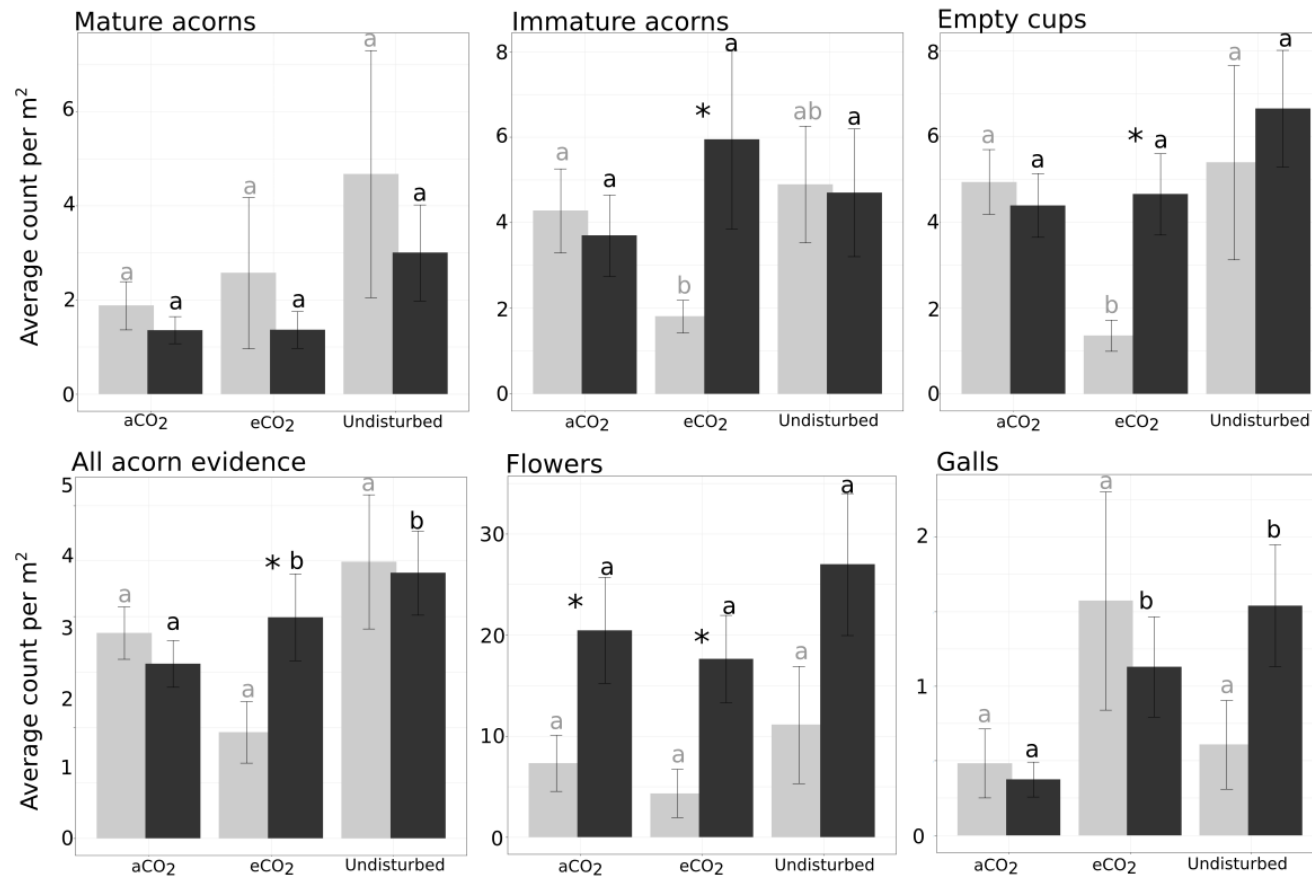 Mature acorns
Immature acorns
Empty cups
Average count per m²
6
4
2
0
a
a
a
a
a
a
aCO₂
eCO₂
Undisturbed
8
6
4
2
0
a
a
b
*
a
ab
a
aCO₂
eCO₂
Undisturbed
8
6
4
2
0
a
a
b
*
a
a
a
aCO₂
eCO₂
Undisturbed
All acorn evidence
Flowers
Galls
Average count per m²
5
4
3
2
1
0
a
a
a
* b
a
b
aCO₂
eCO₂
Undisturbed
30
20
10
0
a
*
a
a
*
a
a
a
aCO₂
eCO₂
Undisturbed
2
1
0
a
a
a
b
a
b
aCO₂
eCO₂
Undisturbed